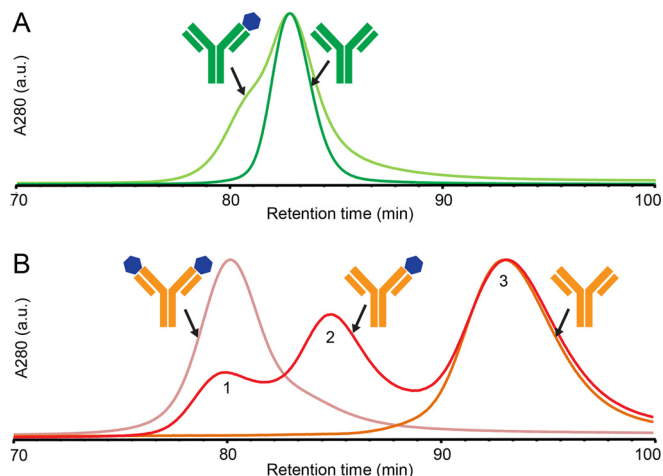 A
A280 (a.u.)
70 80 90 100
Retention time (min)
B
A280 (a.u.)
1 2 3
70 80 90 100
Retention time (min)